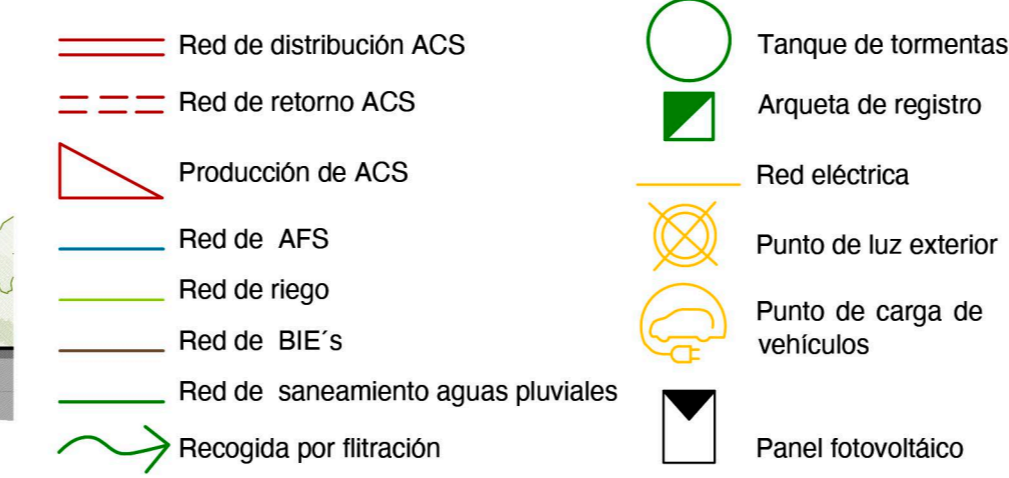 Red de distribución ACS
Red de retorno ACS
Producción de ACS
Red de AFS
Red de riego
Red de BIE´s
Red de saneamiento aguas pluviales
Recogida por flitración
Tanque de tormentas
Arqueta de registro
Red eléctrica
Punto de luz exterior
Punto de carga de
vehículos
Panel fotovoltáico